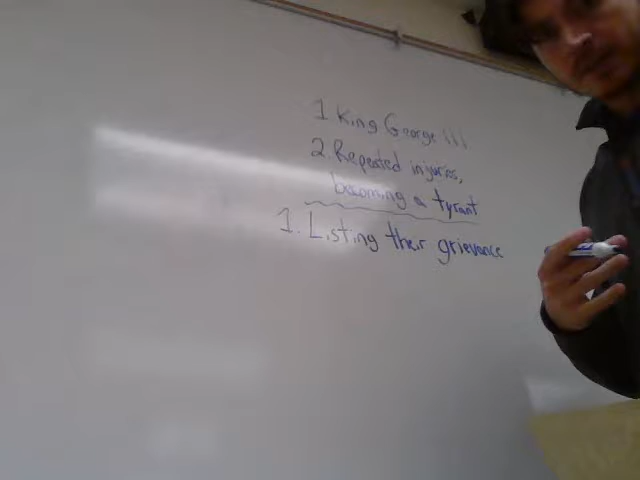 1 King George III
2. Repeated injuries,
becoming a tyrant
1. Listing their grievance